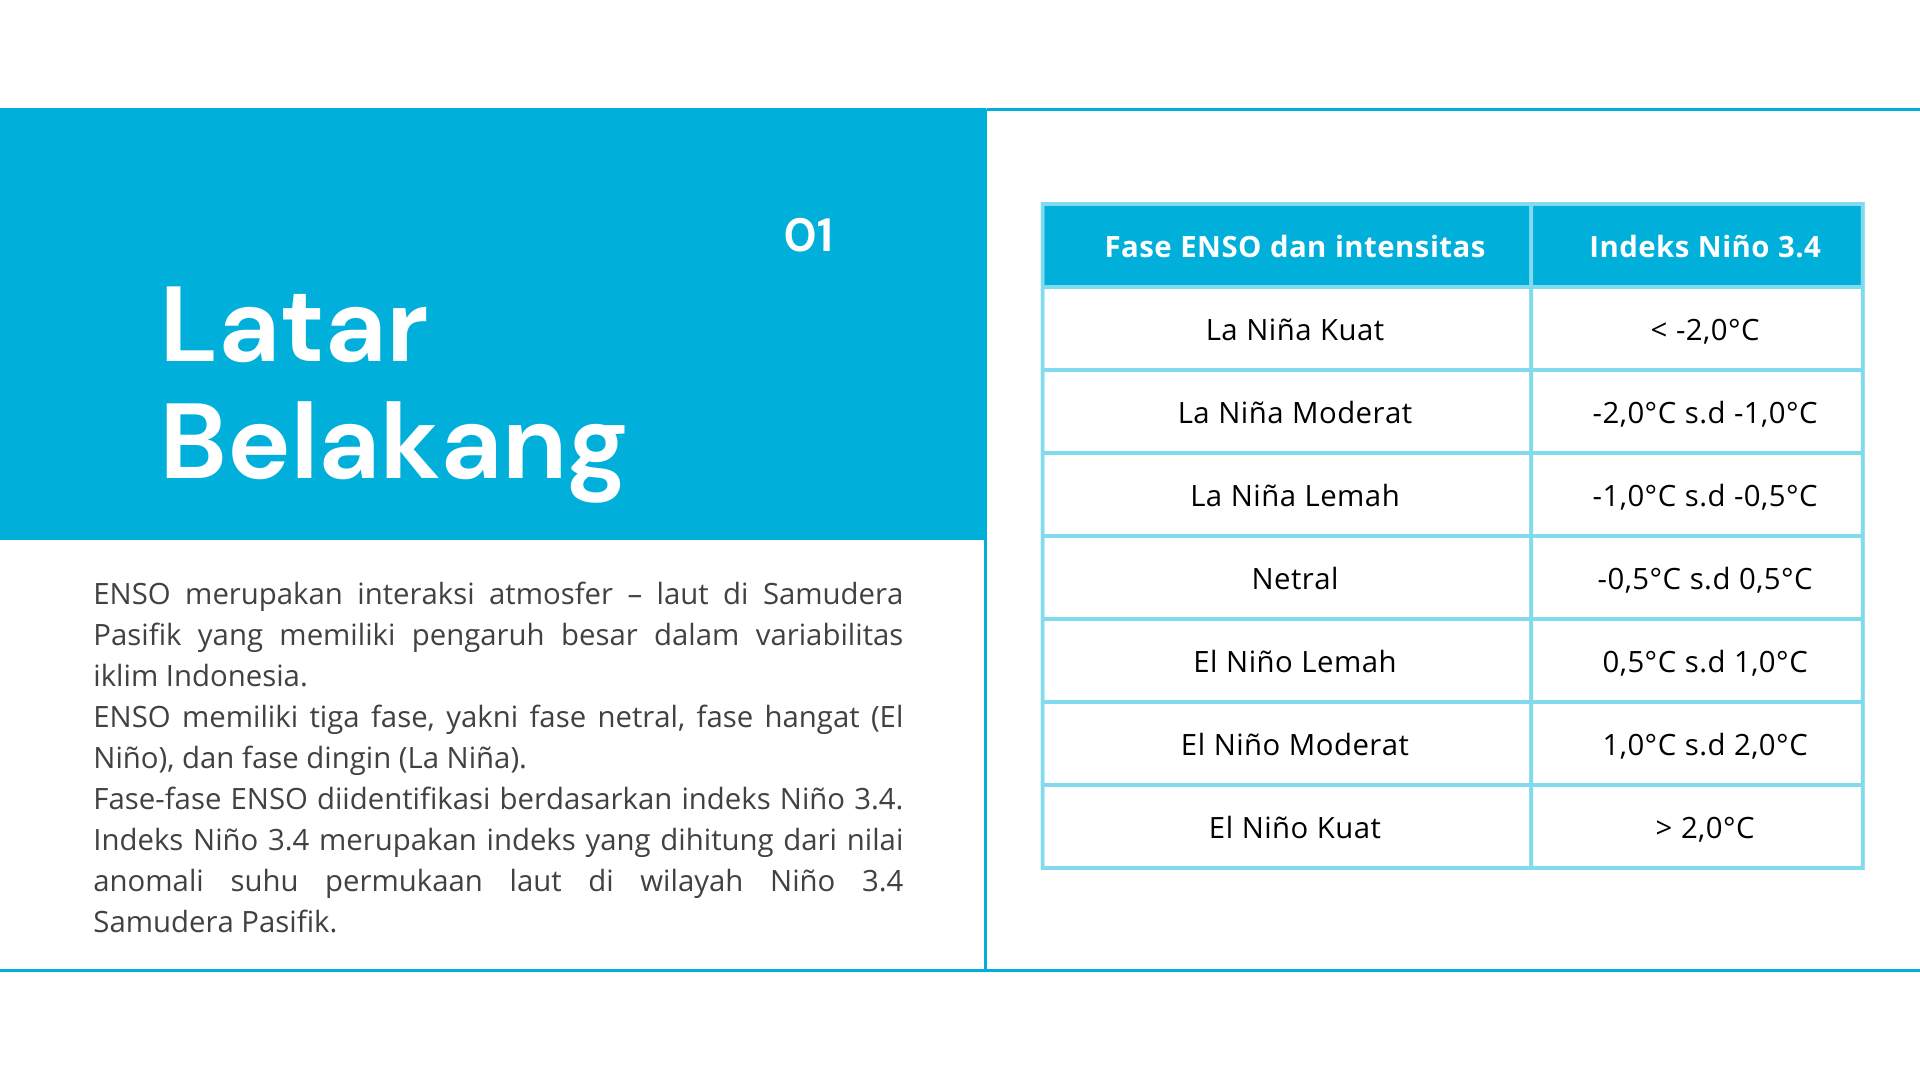 01
Latar
Belakang
ENSO merupakan interaksi atmosfer – laut di Samudera
Pasifik yang memiliki pengaruh besar dalam variabilitas
iklim Indonesia.
ENSO memiliki tiga fase, yakni fase netral, fase hangat (El
Niño), dan fase dingin (La Niña).
Fase-fase ENSO diidentifikasi berdasarkan indeks Niño 3.4.
Indeks Niño 3.4 merupakan indeks yang dihitung dari nilai
anomali suhu permukaan laut di wilayah Niño 3.4
Samudera Pasifik.
Fase ENSO dan intensitas Indeks Niño 3.4
La Niña Kuat < -2,0°C
La Niña Moderat -2,0°C s.d -1,0°C
La Niña Lemah -1,0°C s.d -0,5°C
Netral -0,5°C s.d 0,5°C
El Niño Lemah 0,5°C s.d 1,0°C
El Niño Moderat 1,0°C s.d 2,0°C
El Niño Kuat > 2,0°C